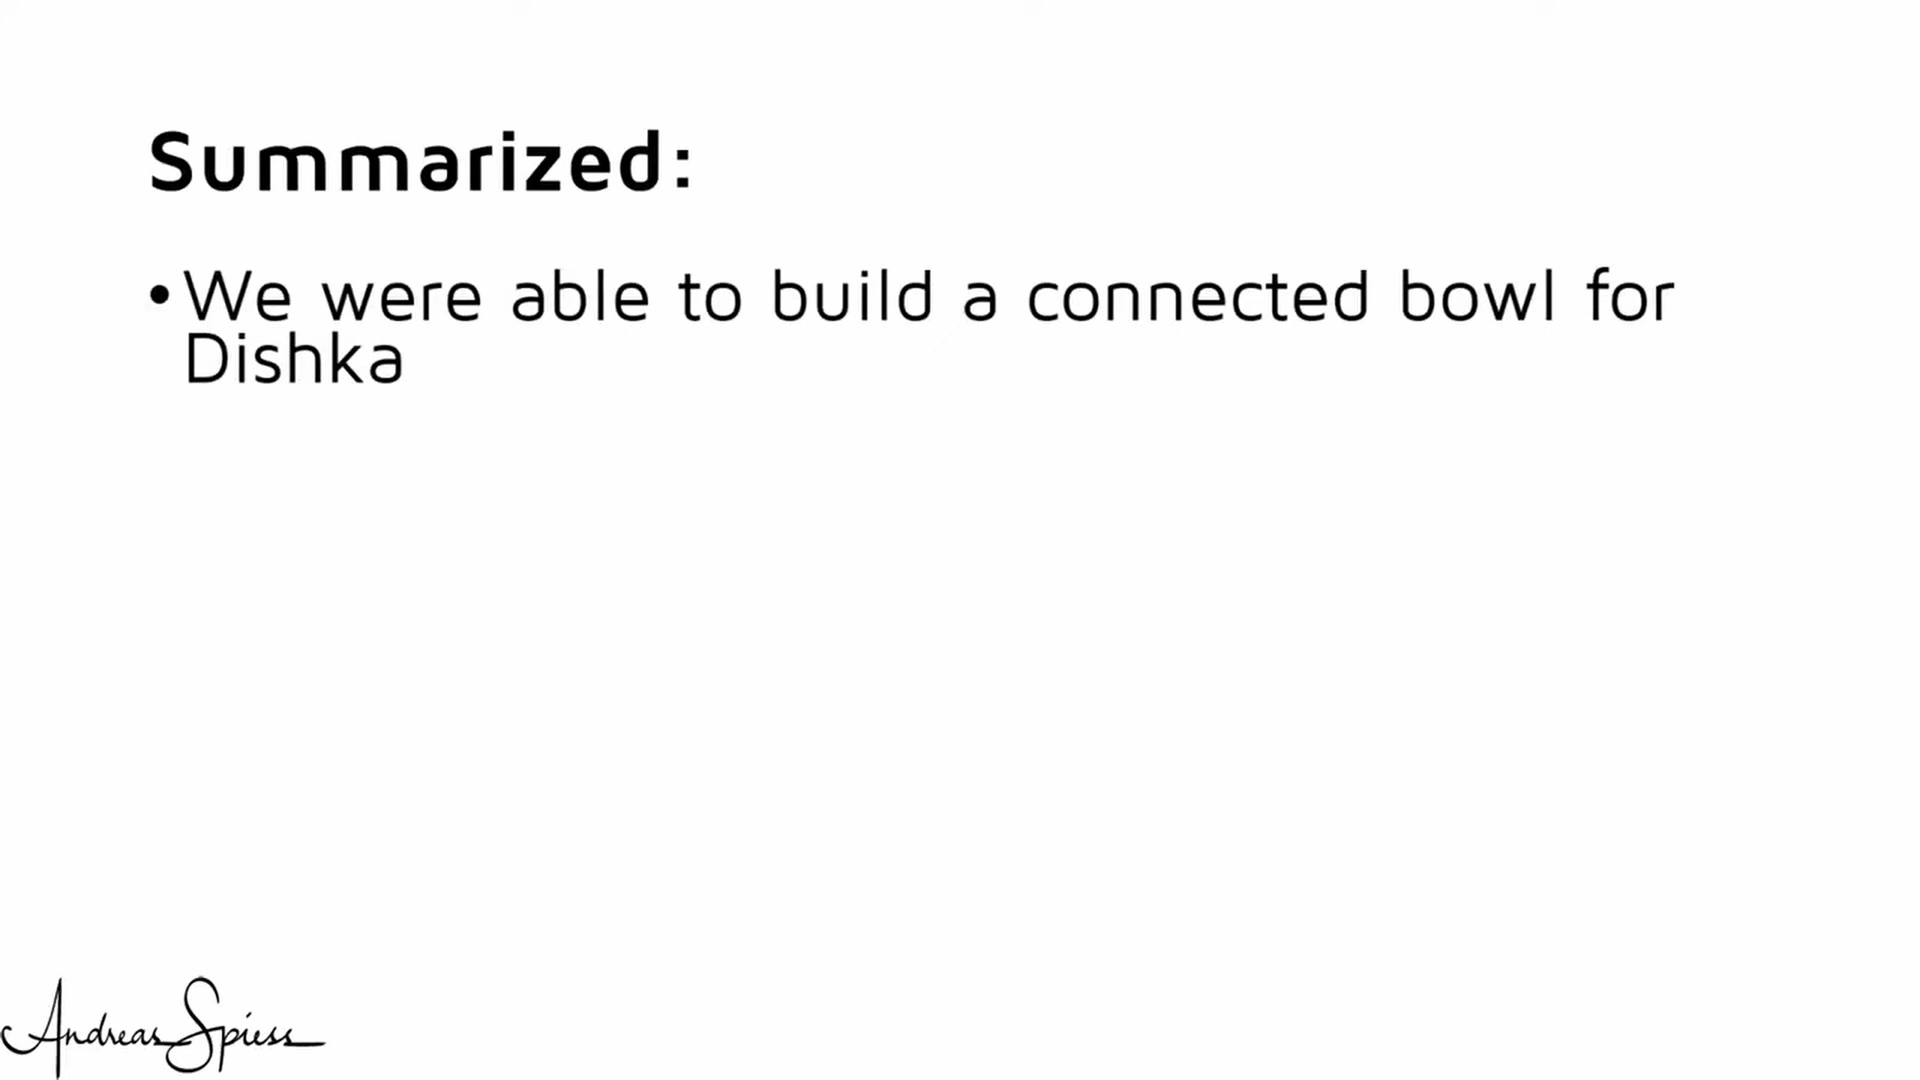 Summarized:
• We were able to build a connected bowl for
Dishka
Andreas Spiess